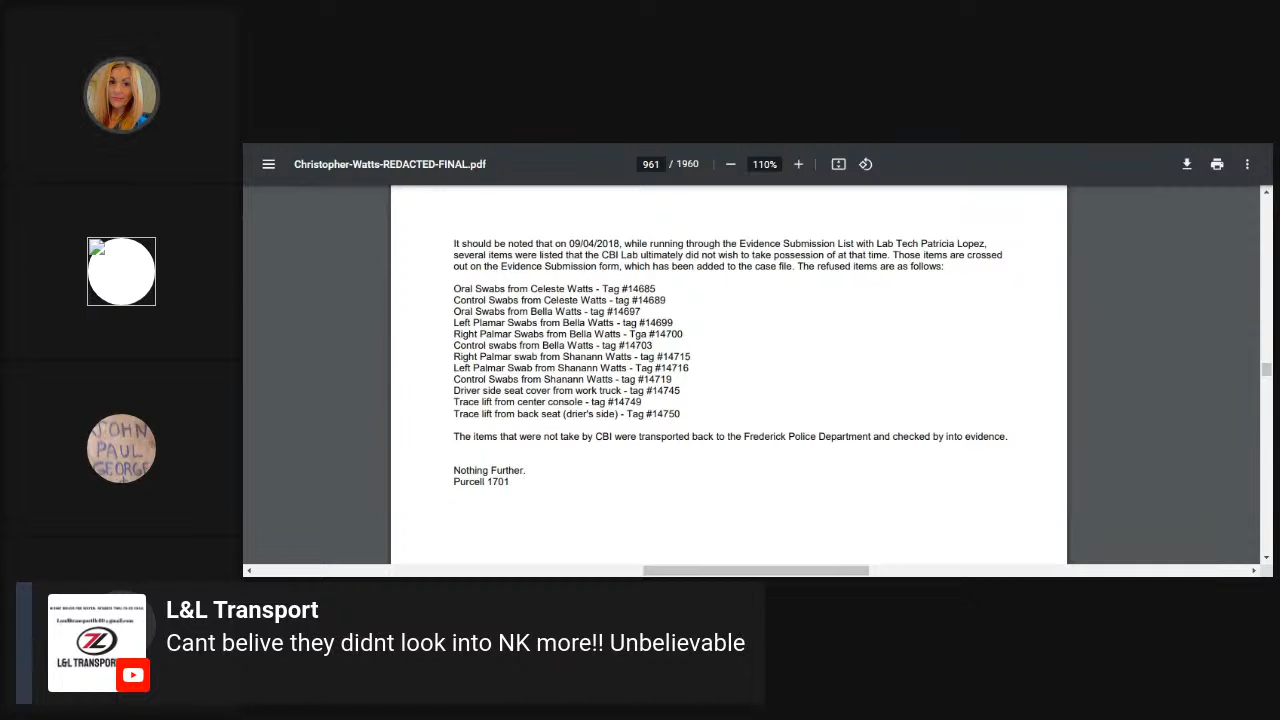 JOHN
PAUL
GEORGE
Christopher-Watts-REDACTED-FINAL.pdf
961 / 1960
110%
It should be noted that on 09/04/2018, while running through the Evidence Submission List with Lab Tech Patricia Lopez,
several items were listed that the CBI Lab ultimately did not wish to take possession of at that time. Those items are crossed
out on the Evidence Submission form, which has been added to the case file. The refused items are as follows:
Oral Swabs from Celeste Watts - Tag #14685
Control Swabs from Celeste Watts - tag #14689
Oral Swabs from Bella Watts - tag #14697
Left Plamar Swabs from Bella Watts - tag #14699
Right Palmar Swabs from Bella Watts - Tga #14700
Control swabs from Bella Watts - tag #14703
Right Palmar swab from Shanann Watts - tag #14715
Left Palmar Swab from Shanann Watts - Tag #14716
Control Swabs from Shanann Watts - tag #14719
Driver side seat cover from work truck - tag #14745
Trace lift from center console - tag #14749
Trace lift from back seat (drier's side) - Tag #14750
The items that were not take by CBI were transported back to the Frederick Police Department and checked by into evidence.
Nothing Further.
Purcell 1701
L&L TRANSPORT
L&L Transport
Cant belive they didnt look into NK more!! Unbelievable